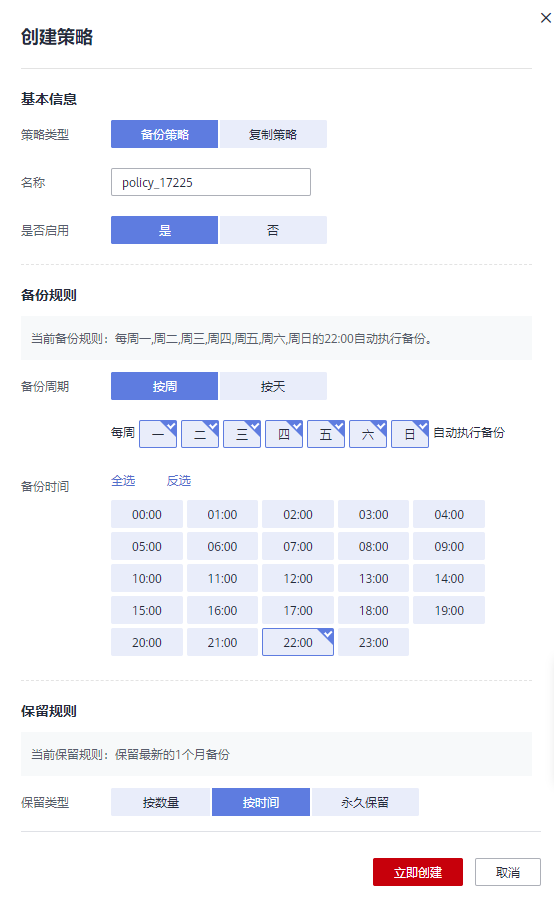 创建策略
基本信息
策略类型 备份策略 复制策略
名称 policy_17225
是否启用 是 否
备份规则
当前备份规则：每周一,周二,周三,周四,周五,周六,周日的22:00自动执行备份。
备份周期 按周 按天
每周 一 二 三 四 五 六 日 自动执行备份
备份时间 全选 反选
00:00 01:00 02:00 03:00 04:00
05:00 06:00 07:00 08:00 09:00
10:00 11:00 12:00 13:00 14:00
15:00 16:00 17:00 18:00 19:00
20:00 21:00 22:00 23:00
保留规则
当前保留规则：保留最新的1个月备份
保留类型 按数量 按时间 永久保留
立即创建 取消